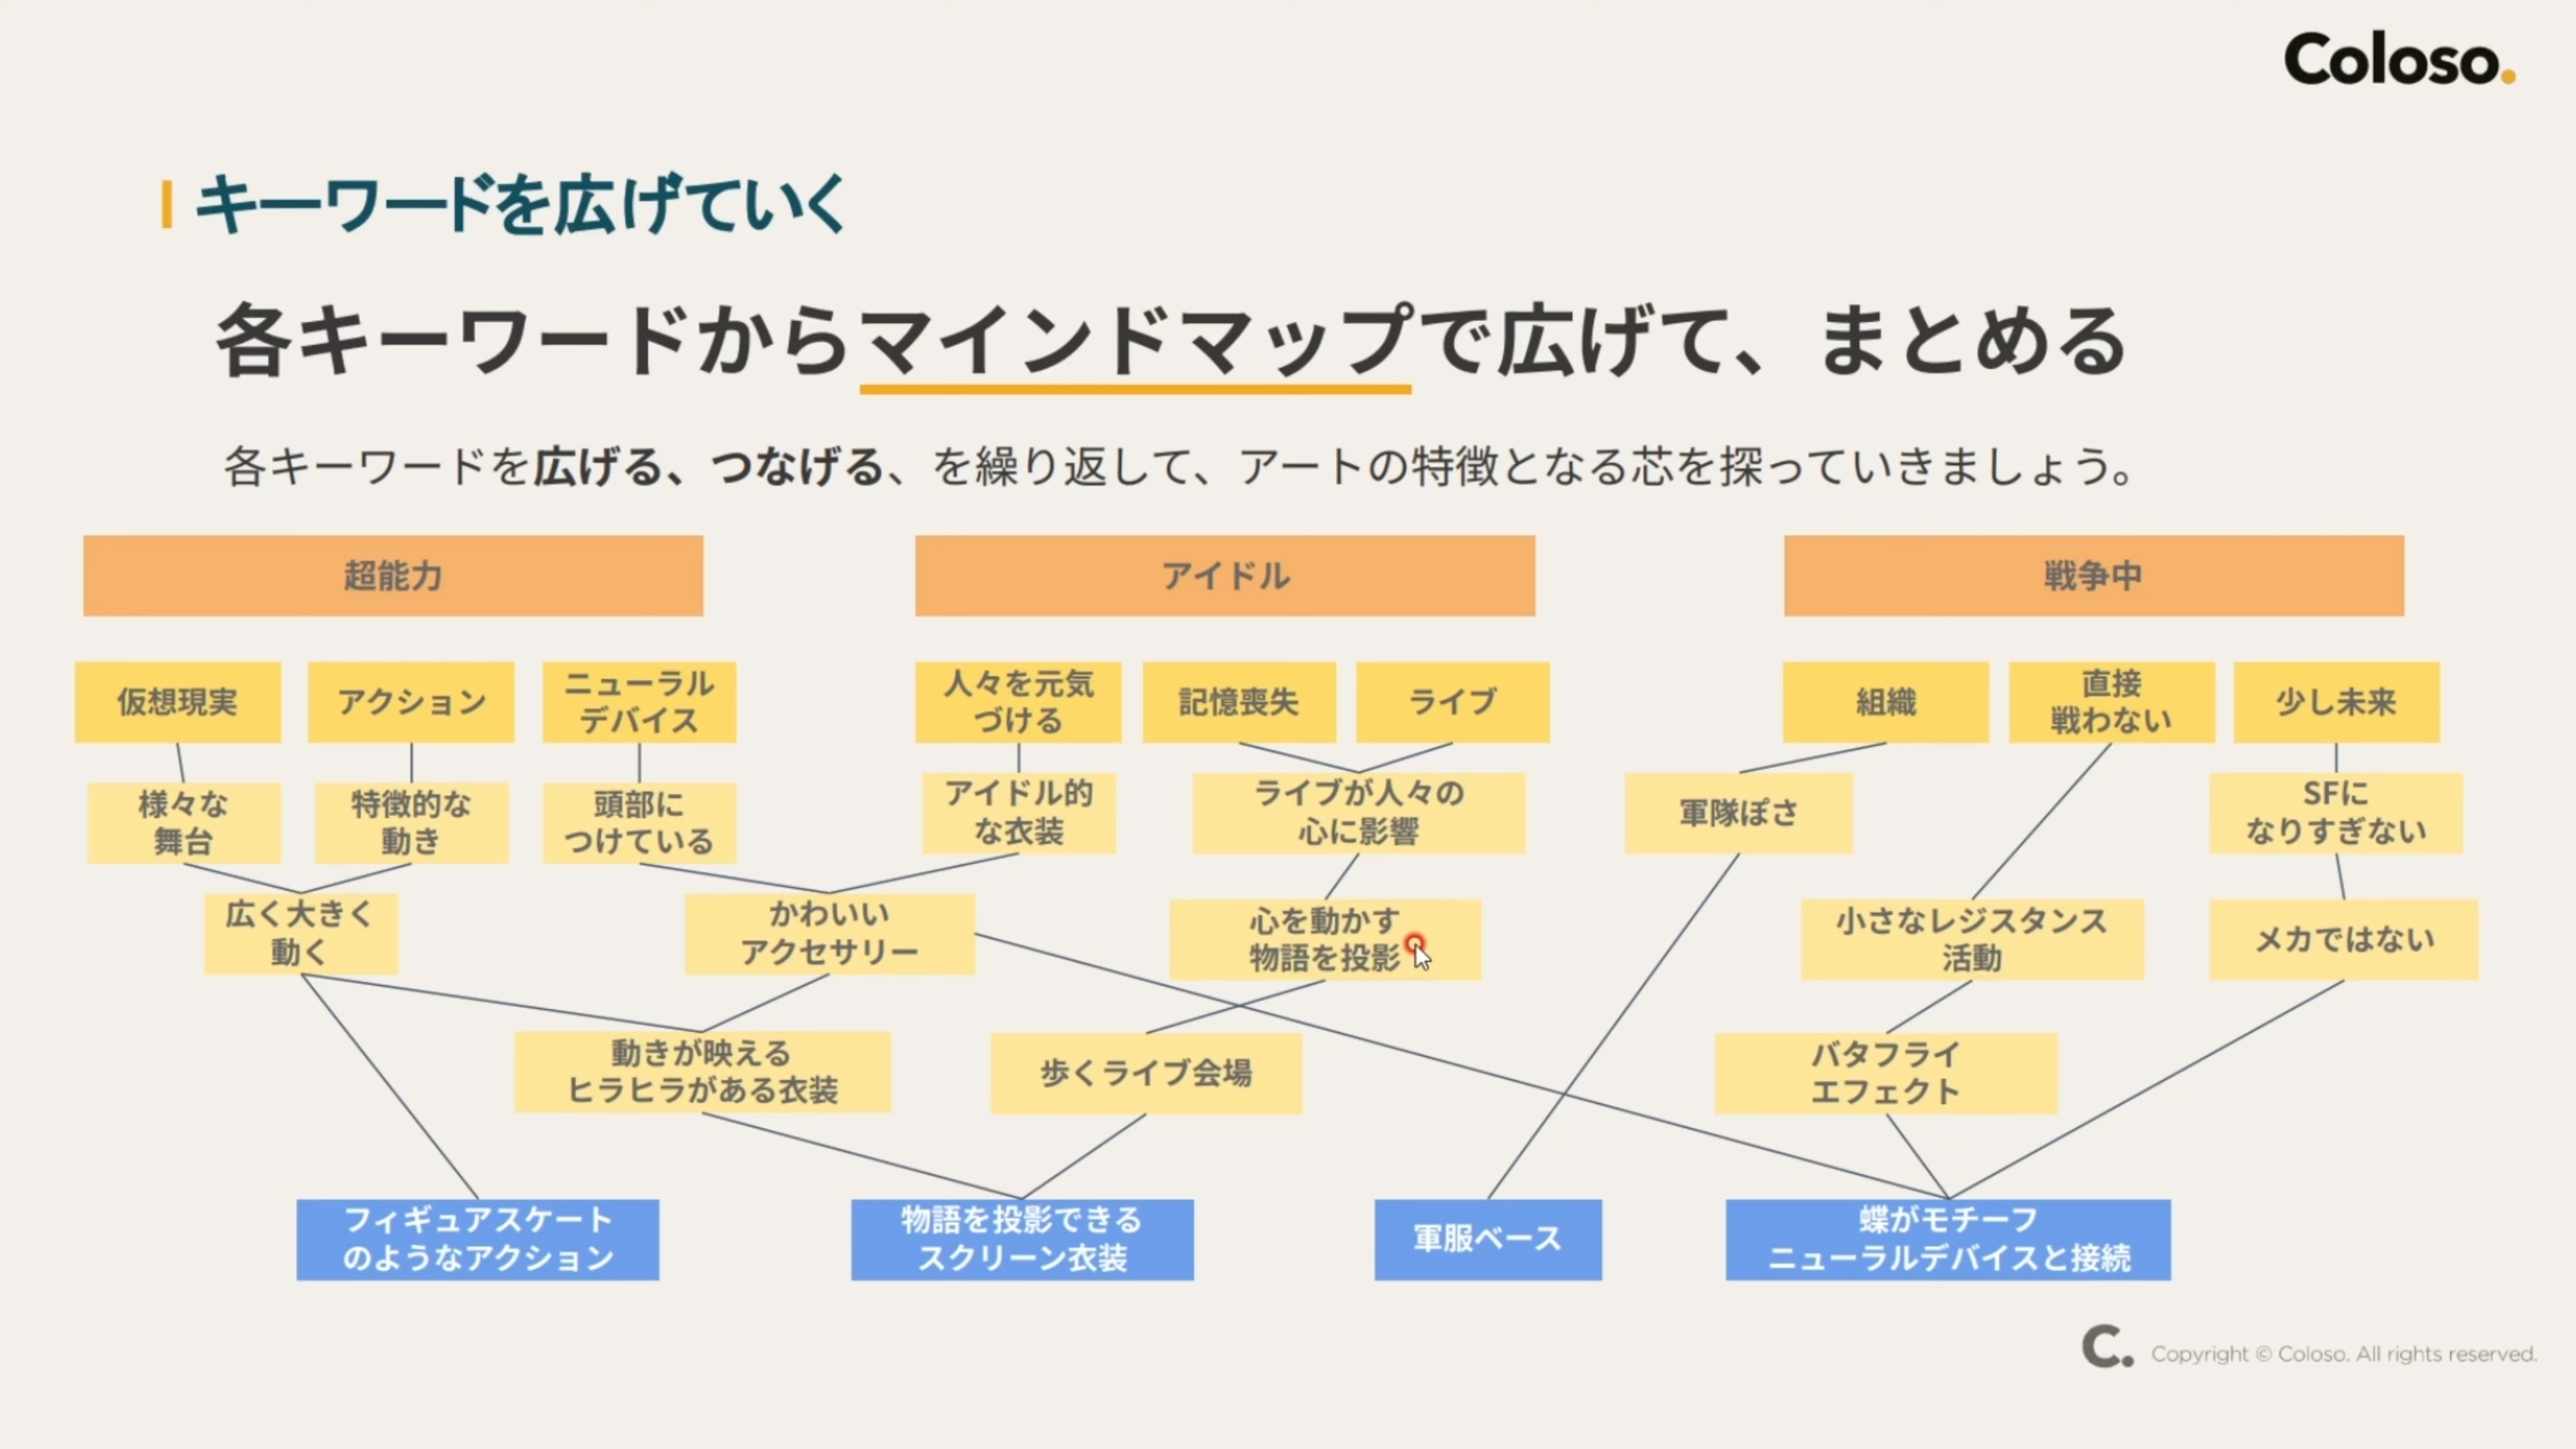 Coloso.
キーワードを広げていく
各キーワードからマインドマップで広げて、まとめる
各キーワードを広げる、つなげる、を繰り返して、アートの特徴となる芯を探っていきましょう。
超能力
アイドル
戦争中
仮想現実
アクション
ニューラル
デバイス
人々を元気
づける
記憶喪失
ライブ
組織
直接
戦わない
少し未来
様々な
舞台
特徴的な
動き
頭部に
つけている
アイドル的
な衣装
ライブが人々の
心に影響
軍隊ぽさ
SFに
なりすぎない
広く大きく
動く
かわいい
アクセサリー
心を動かす
物語を投影
小さなレジスタンス
活動
メカではない
動きが映える
ヒラヒラがある衣装
歩くライブ会場
バタフライ
エフェクト
フィギュアスケート
のようなアクション
物語を投影できる
スクリーン衣装
軍服ベース
蝶がモチーフ
ニューラルデバイスと接続
C. Copyright © Coloso. All rights reserved.